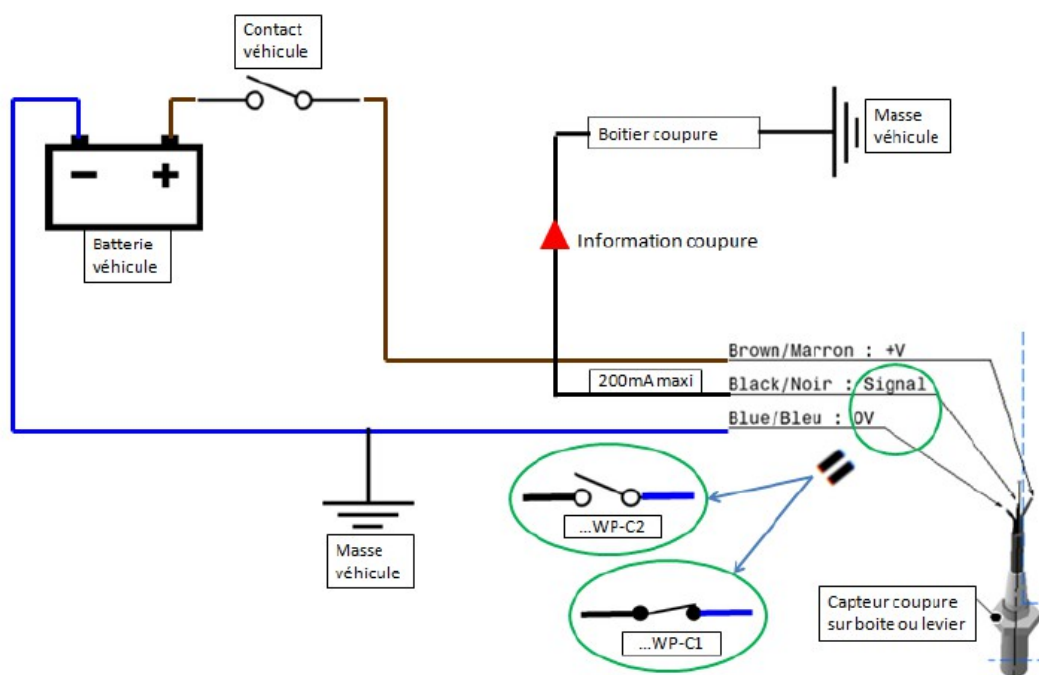 Contact
véhicule
Boitier coupure
Masse
véhicule
- +
Batterie
véhicule
Information coupure
Brown/Marron : +V
200mA maxi
Black/Noir : Signal
Blue/Bleu : 0V
...WP-C2
Masse
véhicule
...WP-C1
Capteur coupure
sur boite ou levier